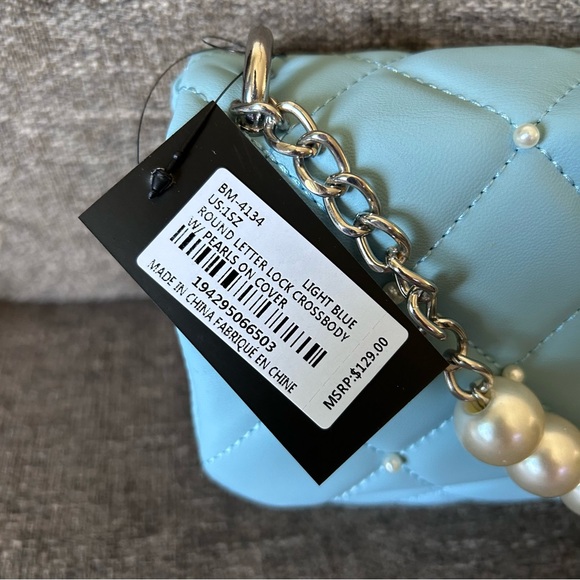 BM-4134
US:1SZ LIGHT BLUE
ROUND LETTER LOCK CROSSBODY
W/ PEARLS ON COVER
194295066503
MADE IN CHINA FABRIQUE EN CHINE
MSRP:$129.00